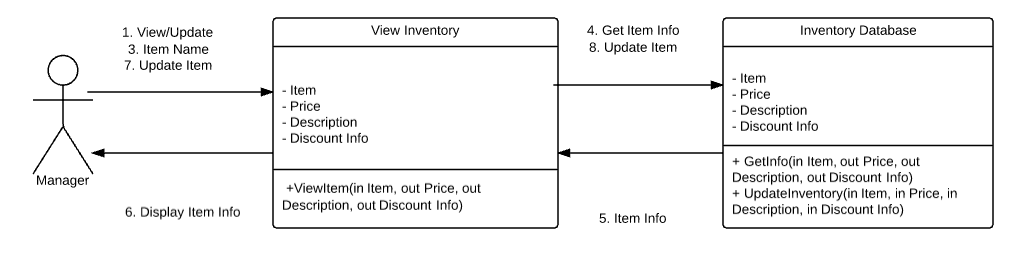 1. View/Update
3. Item Name
7. Update Item
Manager
6. Display Item Info
View Inventory
- Item
- Price
- Description
- Discount Info
+ViewItem(in Item, out Price, out
Description, out Discount Info)
4. Get Item Info
8. Update Item
5. Item Info
Inventory Database
- Item
- Price
- Description
- Discount Info
+ GetInfo(in Item, out Price, out
Description, out Discount Info)
+ UpdateInventory(in Item, in Price, in
Description, in Discount Info)